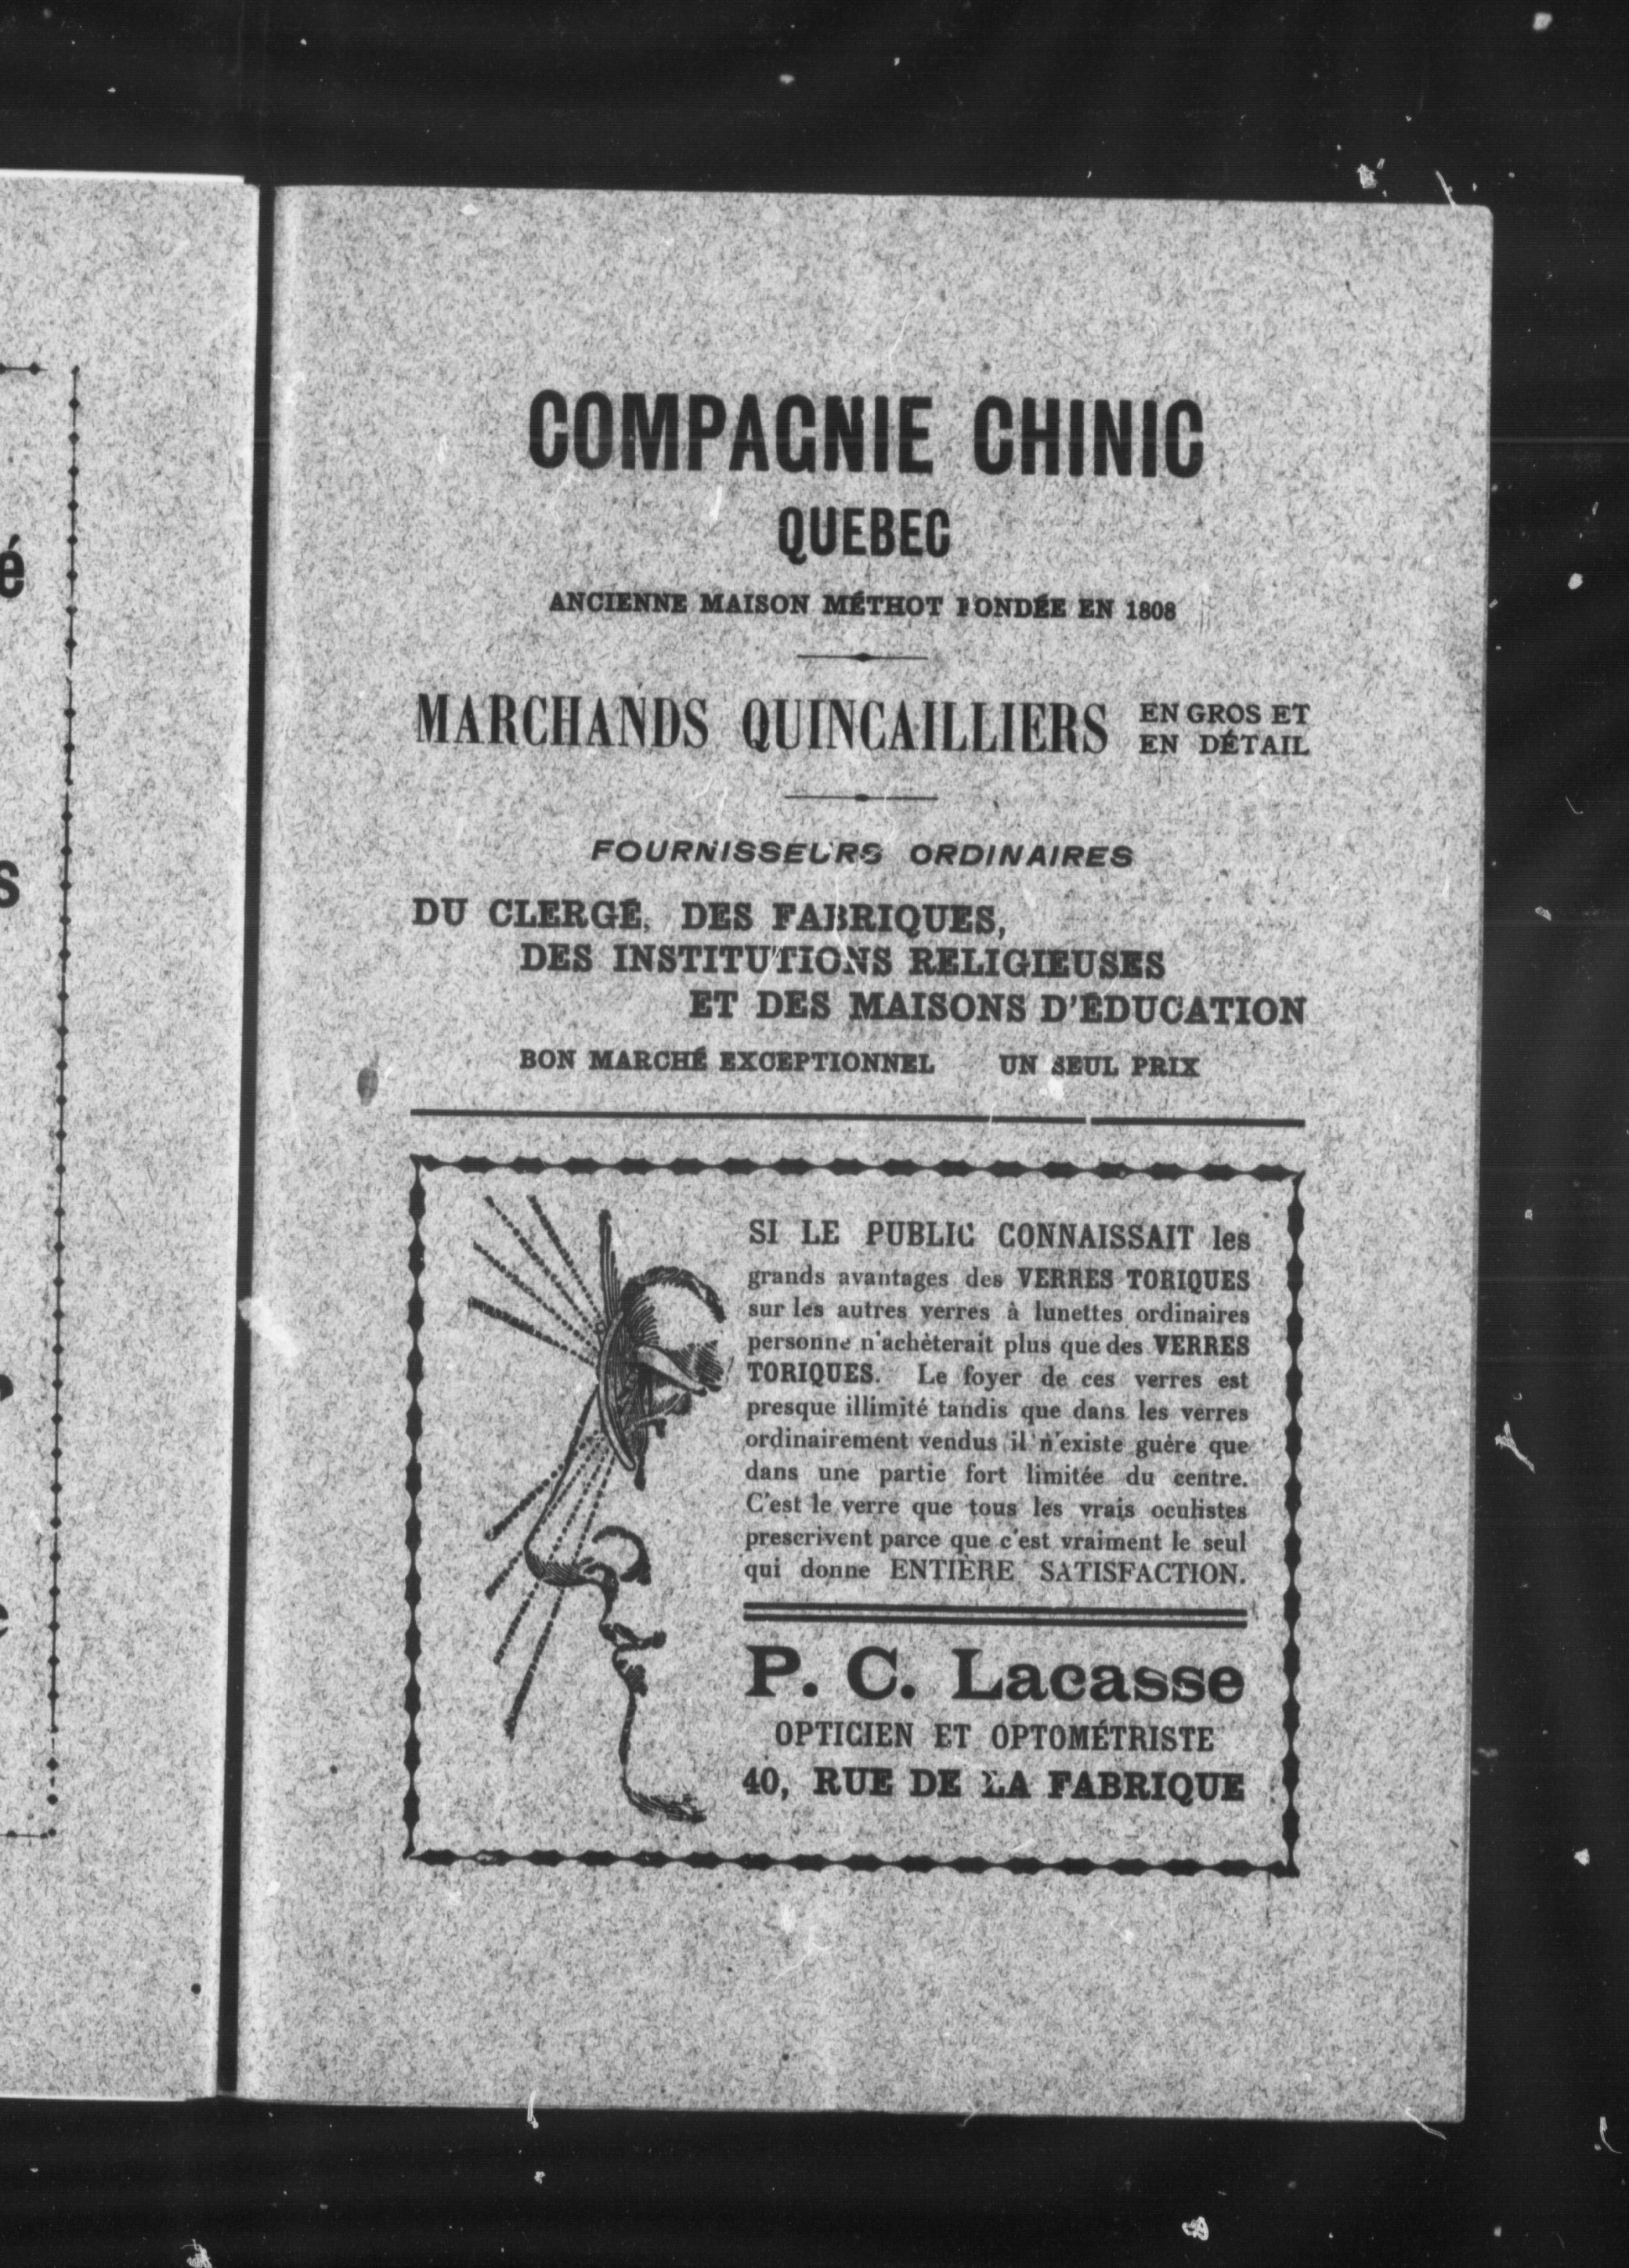 COMPAGNIE CHINIC
QUEBEC
ANCIENNE MAISON MÉTHOT FONDÉE EN 1808
MARCHANDS QUINCAILLIERS EN GROS ET
EN DÉTAIL
FOURNISSEURS ORDINAIRES
DU CLERGÉ, DES FABRIQUES,
DES INSTITUTIONS RELIGIEUSES
ET DES MAISONS D'ÉDUCATION
BON MARCHÉ EXCEPTIONNEL UN SEUL PRIX
SI LE PUBLIC CONNAISSAIT les
grands avantages des VERRES TORIQUES
sur les autres verres à lunettes ordinaires
personne n'achèterait plus que des VERRES
TORIQUES. Le foyer de ces verres est
presque illimité tandis que dans les verres
ordinairement vendus il n'existe guère que
dans une partie fort limitée du centre.
C'est le verre que tous les vrais oculistes
prescrivent parce que c'est vraiment le seul
qui donne ENTIÈRE SATISFACTION.
P. C. Lacasse
OPTICIEN ET OPTOMÉTRISTE
40, RUE DE LA FABRIQUE